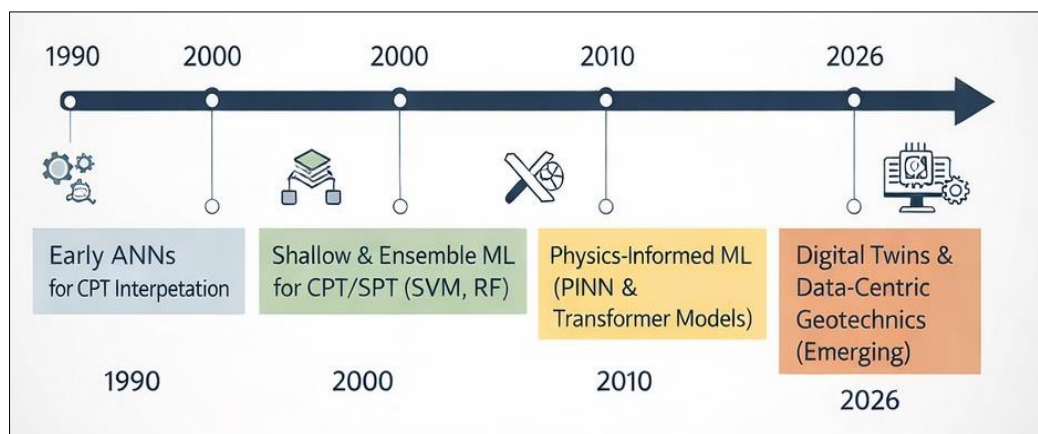 1990 2000 2000 2010 2026
Early ANNs
for CPT Interpetation
Shallow & Ensemble ML
for CPT/SPT (SVM, RF)
Physics-Informed ML
(PINN &
Transformer Models)
Digital Twins &
Data-Centric
Geotechnics
(Emerging)
1990 2000 2010 2026